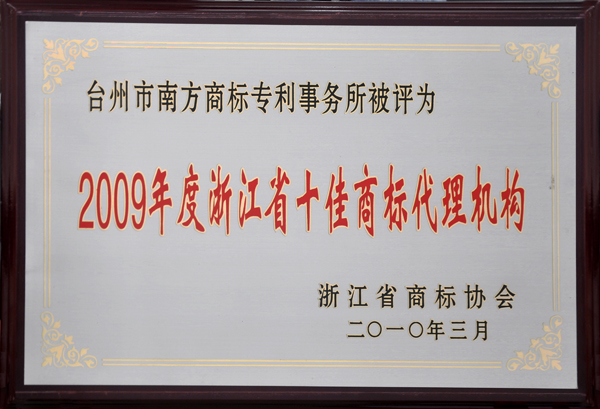 台州市南方商标专利事务所被评为
2009年度浙江省十佳商标代理机构
浙江省商标协会
二〇一〇年三月